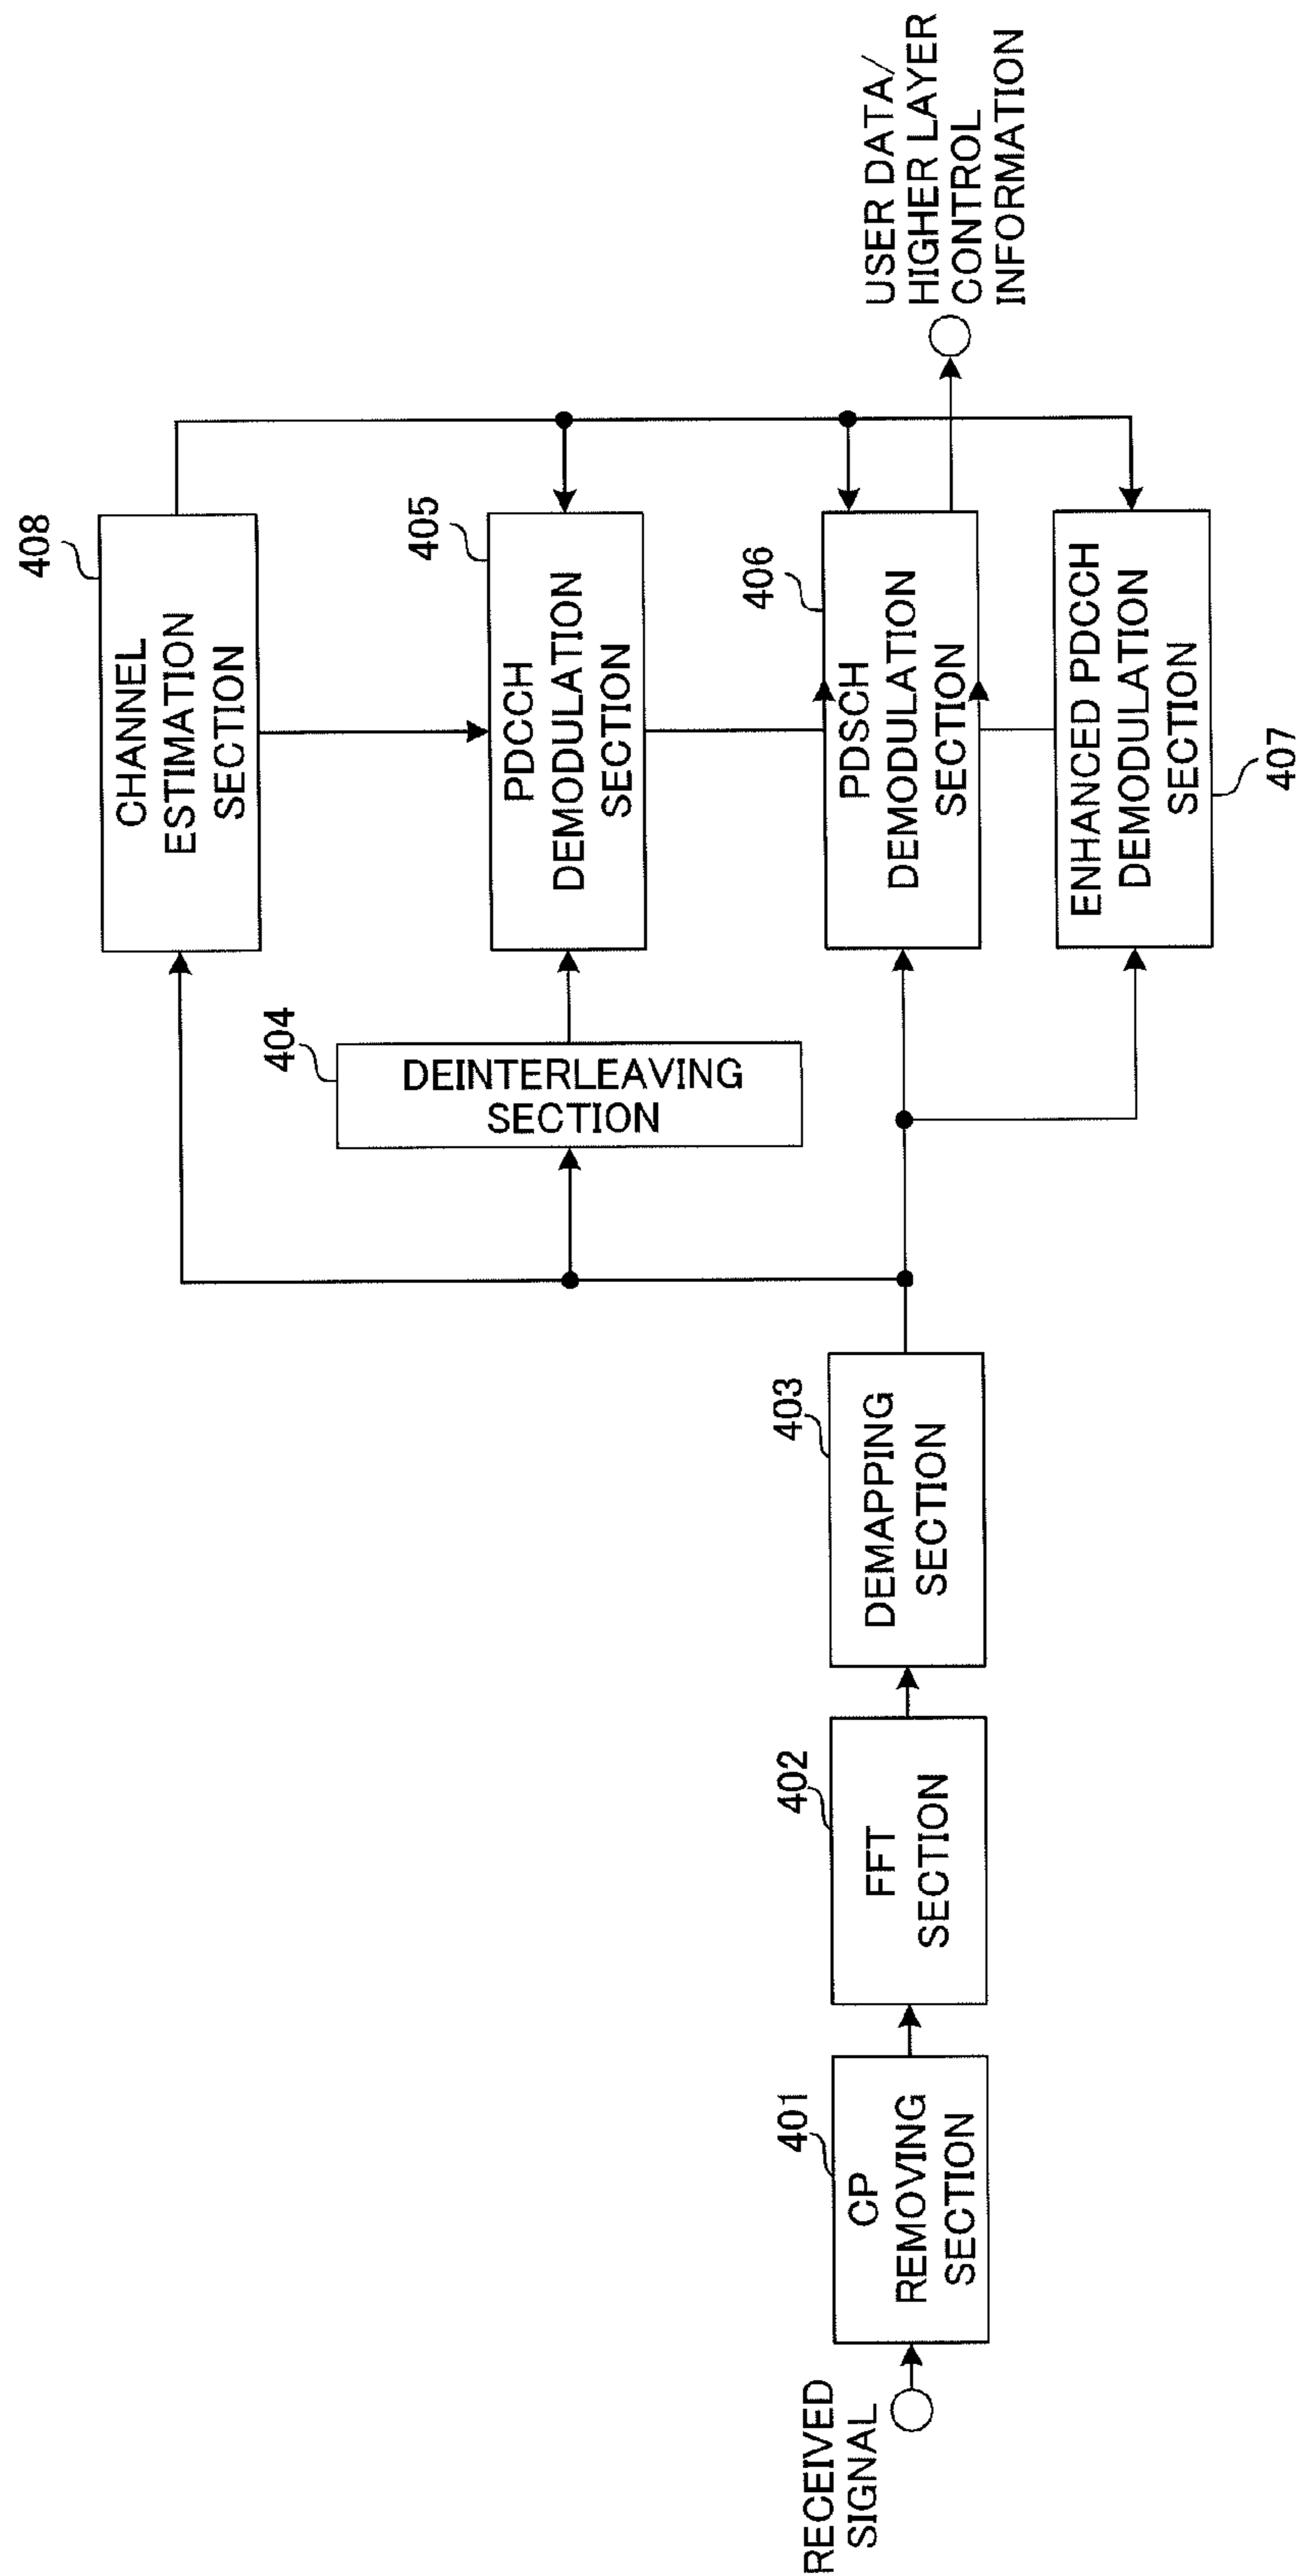 RECEIVED
SIGNAL
401
CP
REMOVING
SECTION
402
FFT
SECTION
403
DEMAPPING
SECTION
404
DEINTERLEAVING
SECTION
408
CHANNEL
ESTIMATION
SECTION
405
PDCCH
DEMODULATION
SECTION
406
PDSCH
DEMODULATION
SECTION
ENHANCED PDCCH
DEMODULATION
SECTION
407
USER DATA/
HIGHER LAYER
CONTROL
INFORMATION